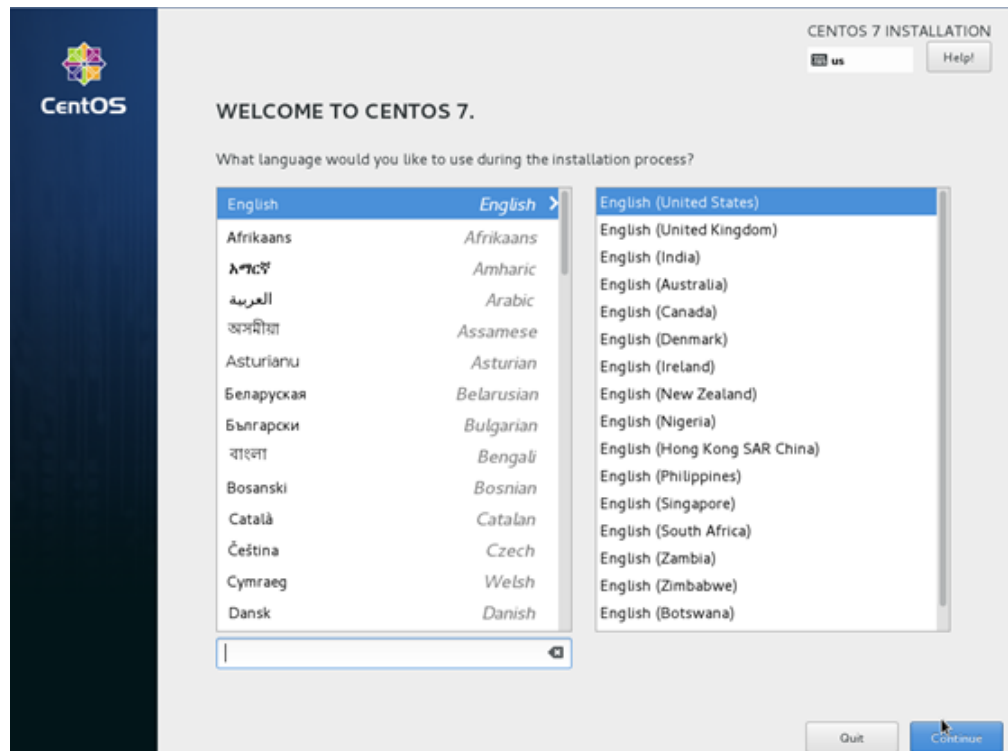 CENTOS 7 INSTALLATION
us Help!
CentOS
WELCOME TO CENTOS 7.
What language would you like to use during the installation process?
English English
Afrikaans Afrikaans
አማርኛ Amharic
العربية Arabic
অসমীয়া Assamese
Asturianu Asturian
Беларуская Belarusian
Български Bulgarian
বাংলা Bengali
Bosanski Bosnian
Català Catalan
Čeština Czech
Cymraeg Welsh
Dansk Danish
English (United States)
English (United Kingdom)
English (India)
English (Australia)
English (Canada)
English (Denmark)
English (Ireland)
English (New Zealand)
English (Nigeria)
English (Hong Kong SAR China)
English (Philippines)
English (Singapore)
English (South Africa)
English (Zambia)
English (Zimbabwe)
English (Botswana)
Quit Continue